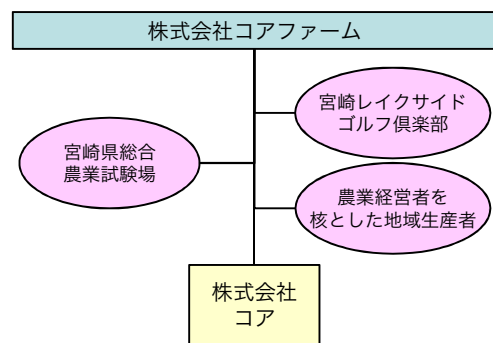 株式会社コアファーム
宮崎レイクサイド
ゴルフ倶楽部
宮崎県総合
農業試験場
農業経営者を
核とした地域生産者
株式会社
コア